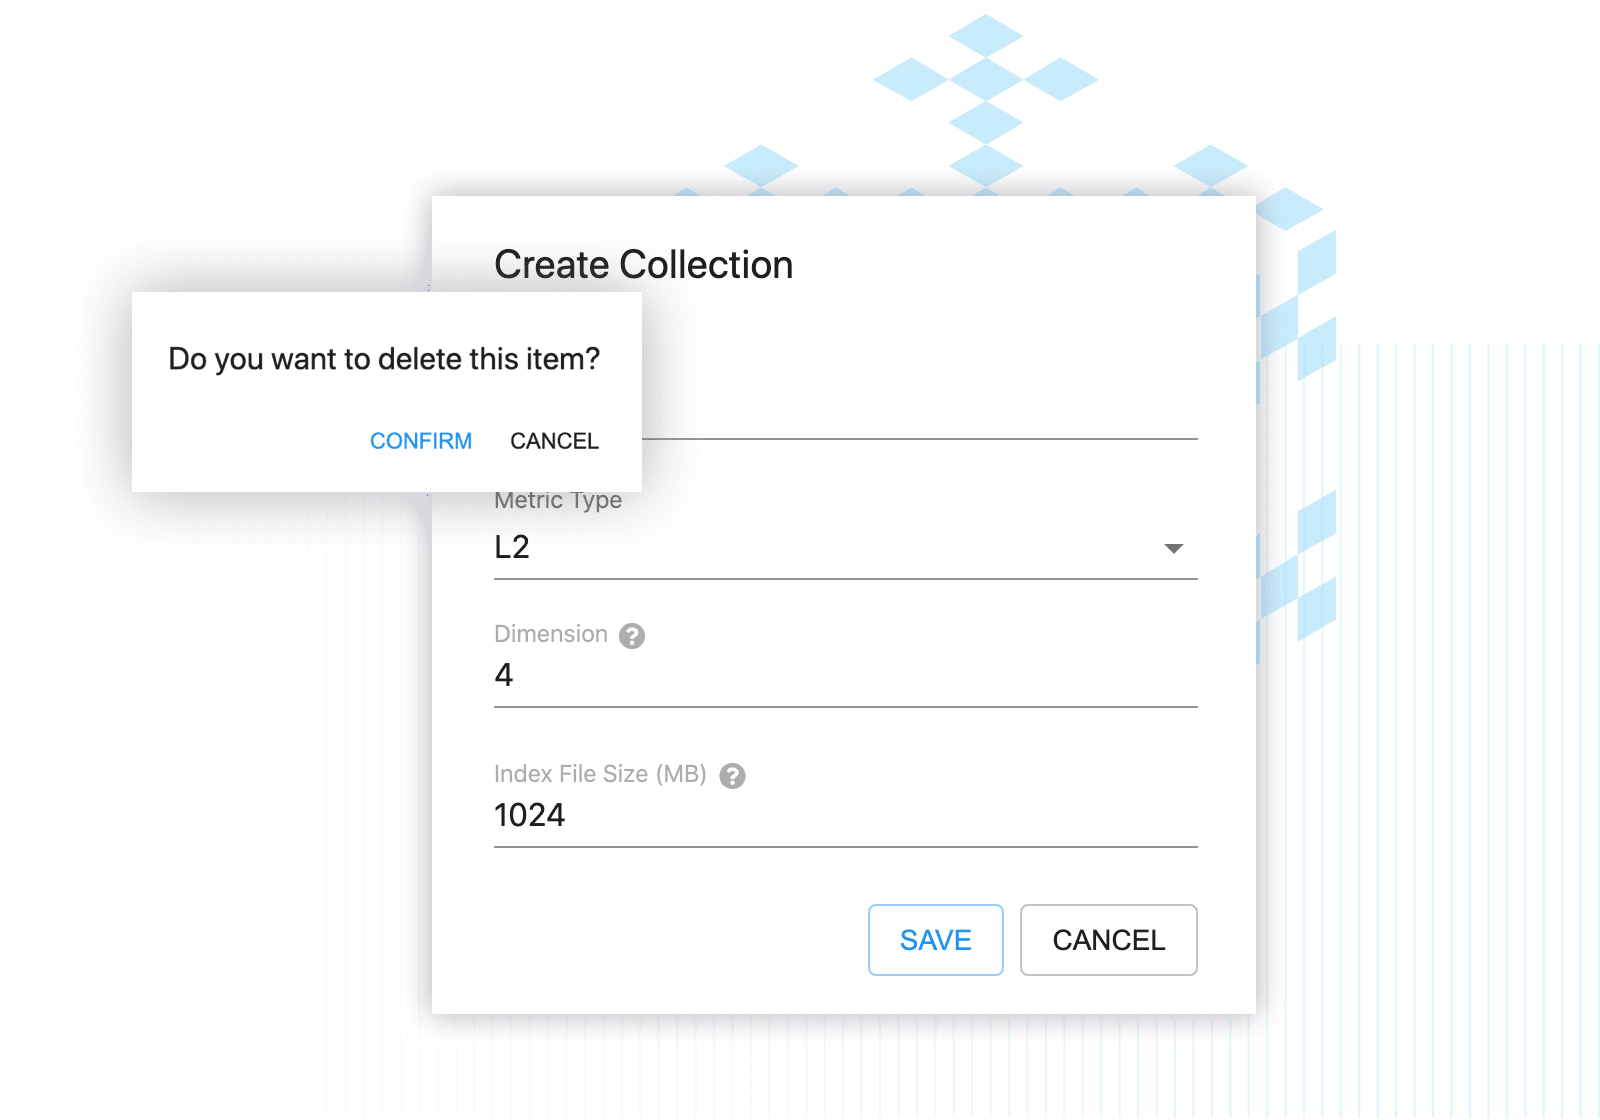 Create Collection
Do you want to delete this item?
CONFIRM CANCEL
Metric Type
L2
Dimension ?
4
Index File Size (MB) ?
1024
SAVE CANCEL